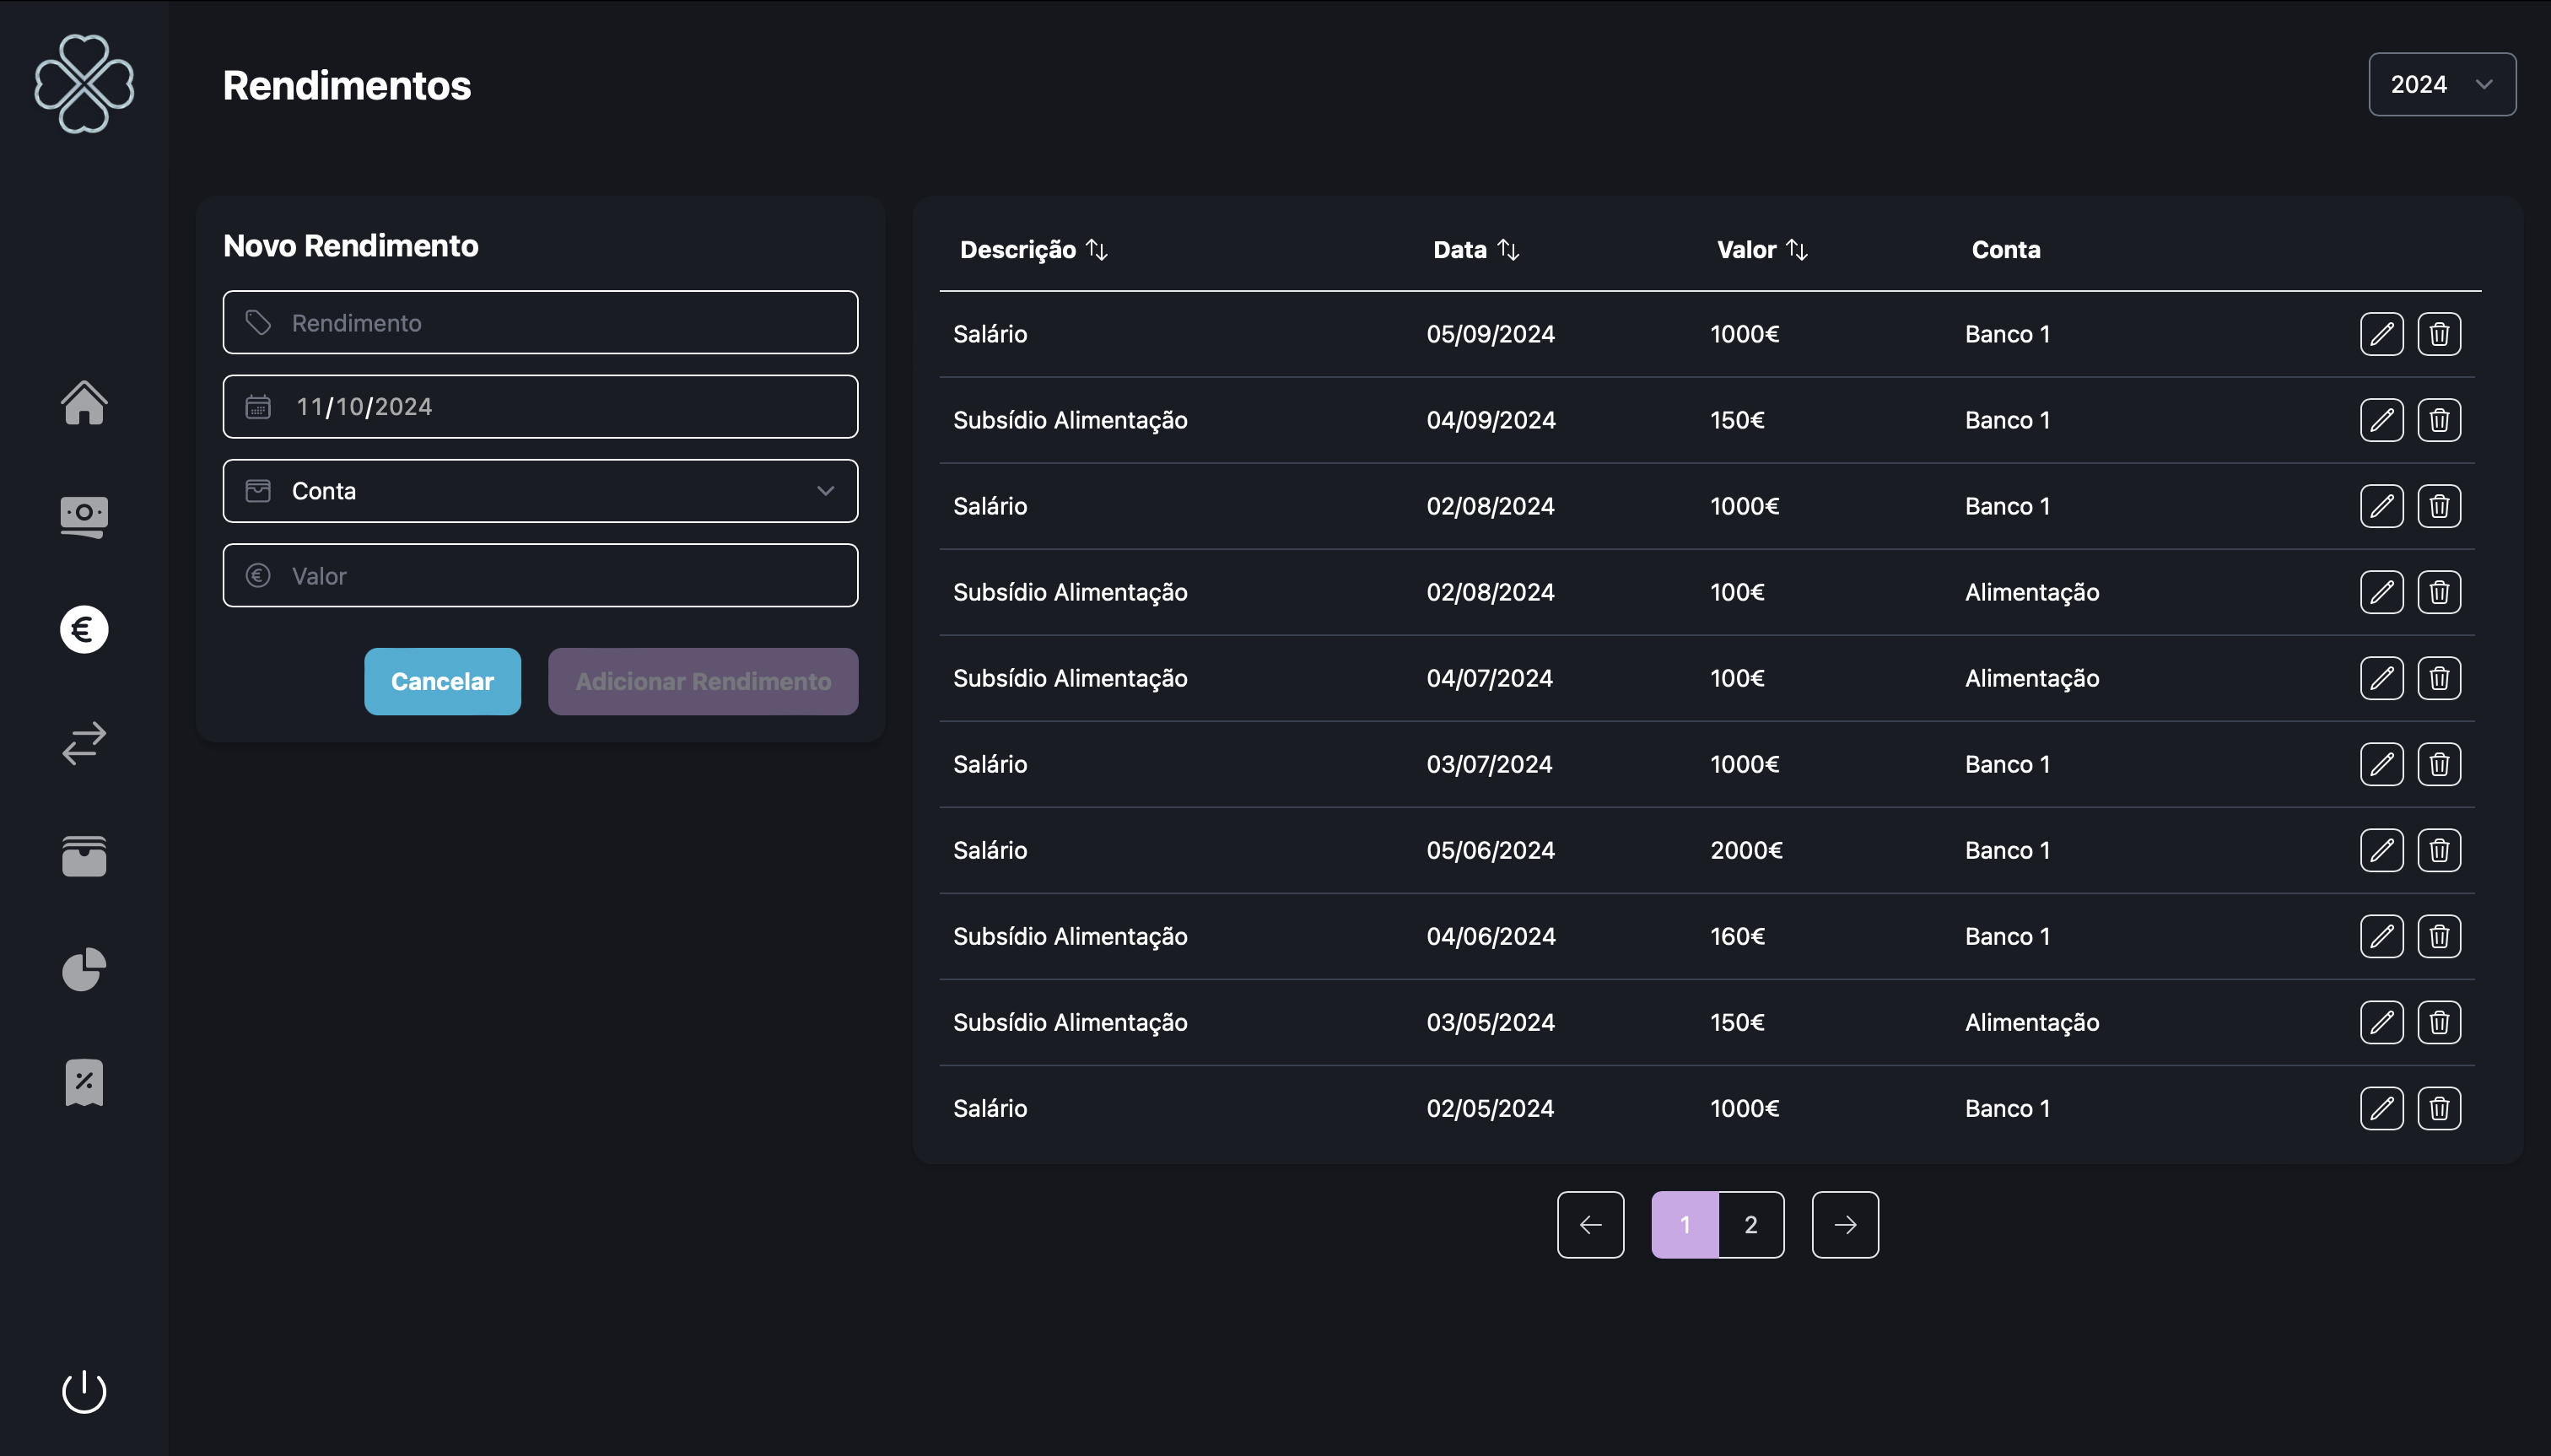 Rendimentos
2024
Novo Rendimento
Rendimento
11/10/2024
Conta
Valor
Cancelar Adicionar Rendimento
Descrição Data Valor Conta
Salário 05/09/2024 1000€ Banco 1
Subsídio Alimentação 04/09/2024 150€ Banco 1
Salário 02/08/2024 1000€ Banco 1
Subsídio Alimentação 02/08/2024 100€ Alimentação
Subsídio Alimentação 04/07/2024 100€ Alimentação
Salário 03/07/2024 1000€ Banco 1
Salário 05/06/2024 2000€ Banco 1
Subsídio Alimentação 04/06/2024 160€ Banco 1
Subsídio Alimentação 03/05/2024 150€ Alimentação
Salário 02/05/2024 1000€ Banco 1
1 2